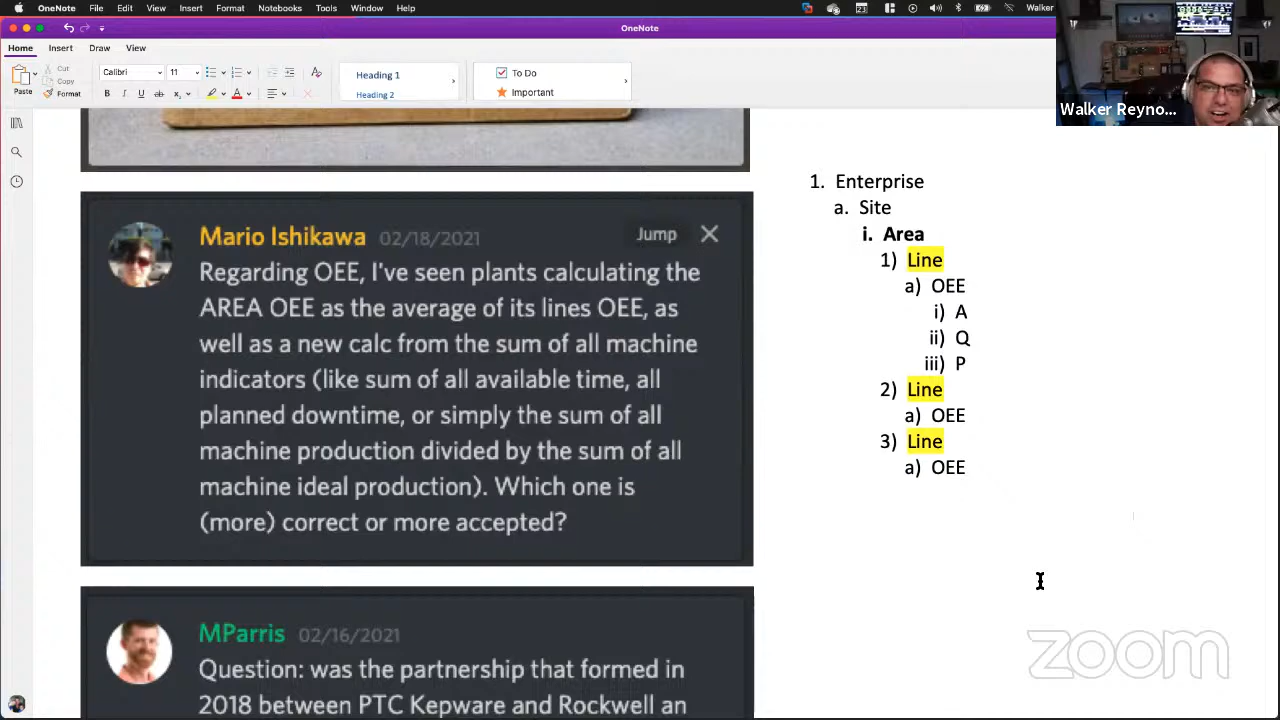 OneNote File Edit View Insert Format Notebooks Tools Window Help Walker
OneNote
Home Insert Draw View
Paste
Cut
Copy
Format
Calibri 11
B I U ab x
A
Heading 1
Heading 2
To Do
Important
Walker Reyno...
Mario Ishikawa 02/18/2021 Jump
Regarding OEE, I've seen plants calculating the
AREA OEE as the average of its lines OEE, as
well as a new calc from the sum of all machine
indicators (like sum of all available time, all
planned downtime, or simply the sum of all
machine production divided by the sum of all
machine ideal production). Which one is
(more) correct or more accepted?
MParris 02/16/2021
Question: was the partnership that formed in
2018 between PTC Kepware and Rockwell an
1. Enterprise
a. Site
i. Area
1) Line
a) OEE
i) A
ii) Q
iii) P
2) Line
a) OEE
3) Line
a) OEE
zoom